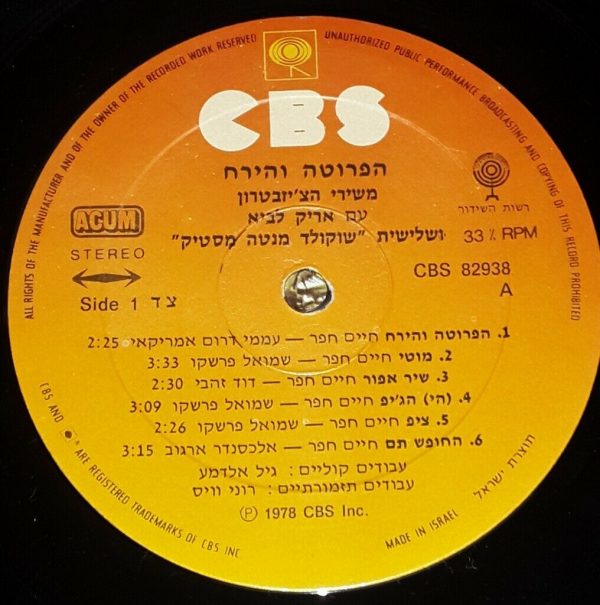 ALL RIGHTS OF THE MANUFACTURER AND OF THE OWNER OF THE RECORDED WORK RESERVED
UNAUTHORIZED PUBLIC PERFORMANCE BROADCASTING AND COPYING OF THIS RECORD PROHIBITED
CBS
הפרוטה והירח
משירי הצ'יזבטרון
עם אריק לביא
ושלישית "שוקולד מנטה מסטיק"
ACUM
STEREO
Side 1 צד
רשות השידור
33 ⅓ RPM
CBS 82938
A
1. הפרוטה והירח חיים חפר — עממי דרום אמריקאי 2:25
2. מוטי חיים חפר — שמואל פרשקו 3:33
3. שיר אפור חיים חפר — דוד זהבי 2:30
4. (הי) הג'יפ חיים חפר — שמואל פרשקו 3:09
5. ציפ חיים חפר — שמואל פרשקו 2:26
6. החופש תם חיים חפר — אלכסנדר ארגוב 3:15
עבודים קוליים: גיל אלדמע
עבודים תזמורתיים: רוני וויס
℗ 1978 CBS Inc.
CBS AND ARE REGISTERED TRADEMARKS OF CBS INC
MADE IN ISRAEL
תוצרת ישראל